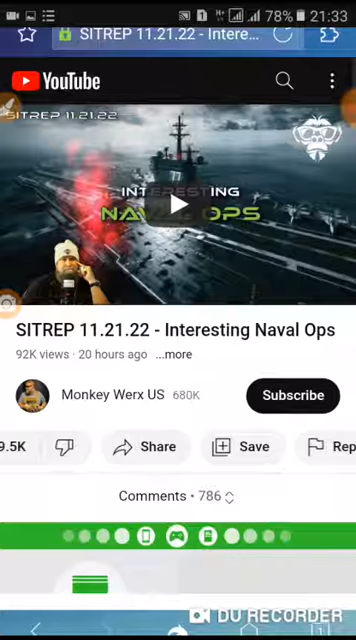 78% 21:33
SITREP 11.21.22 - Intere...
YouTube
SITREP 11.21.22
INTERESTING
NAVAL OPS
SITREP 11.21.22 - Interesting Naval Ops
92K views · 20 hours ago ...more
Monkey Werx US 680K
Subscribe
9.5K
Share
Save
Rep
Comments • 786
DU RECORDER